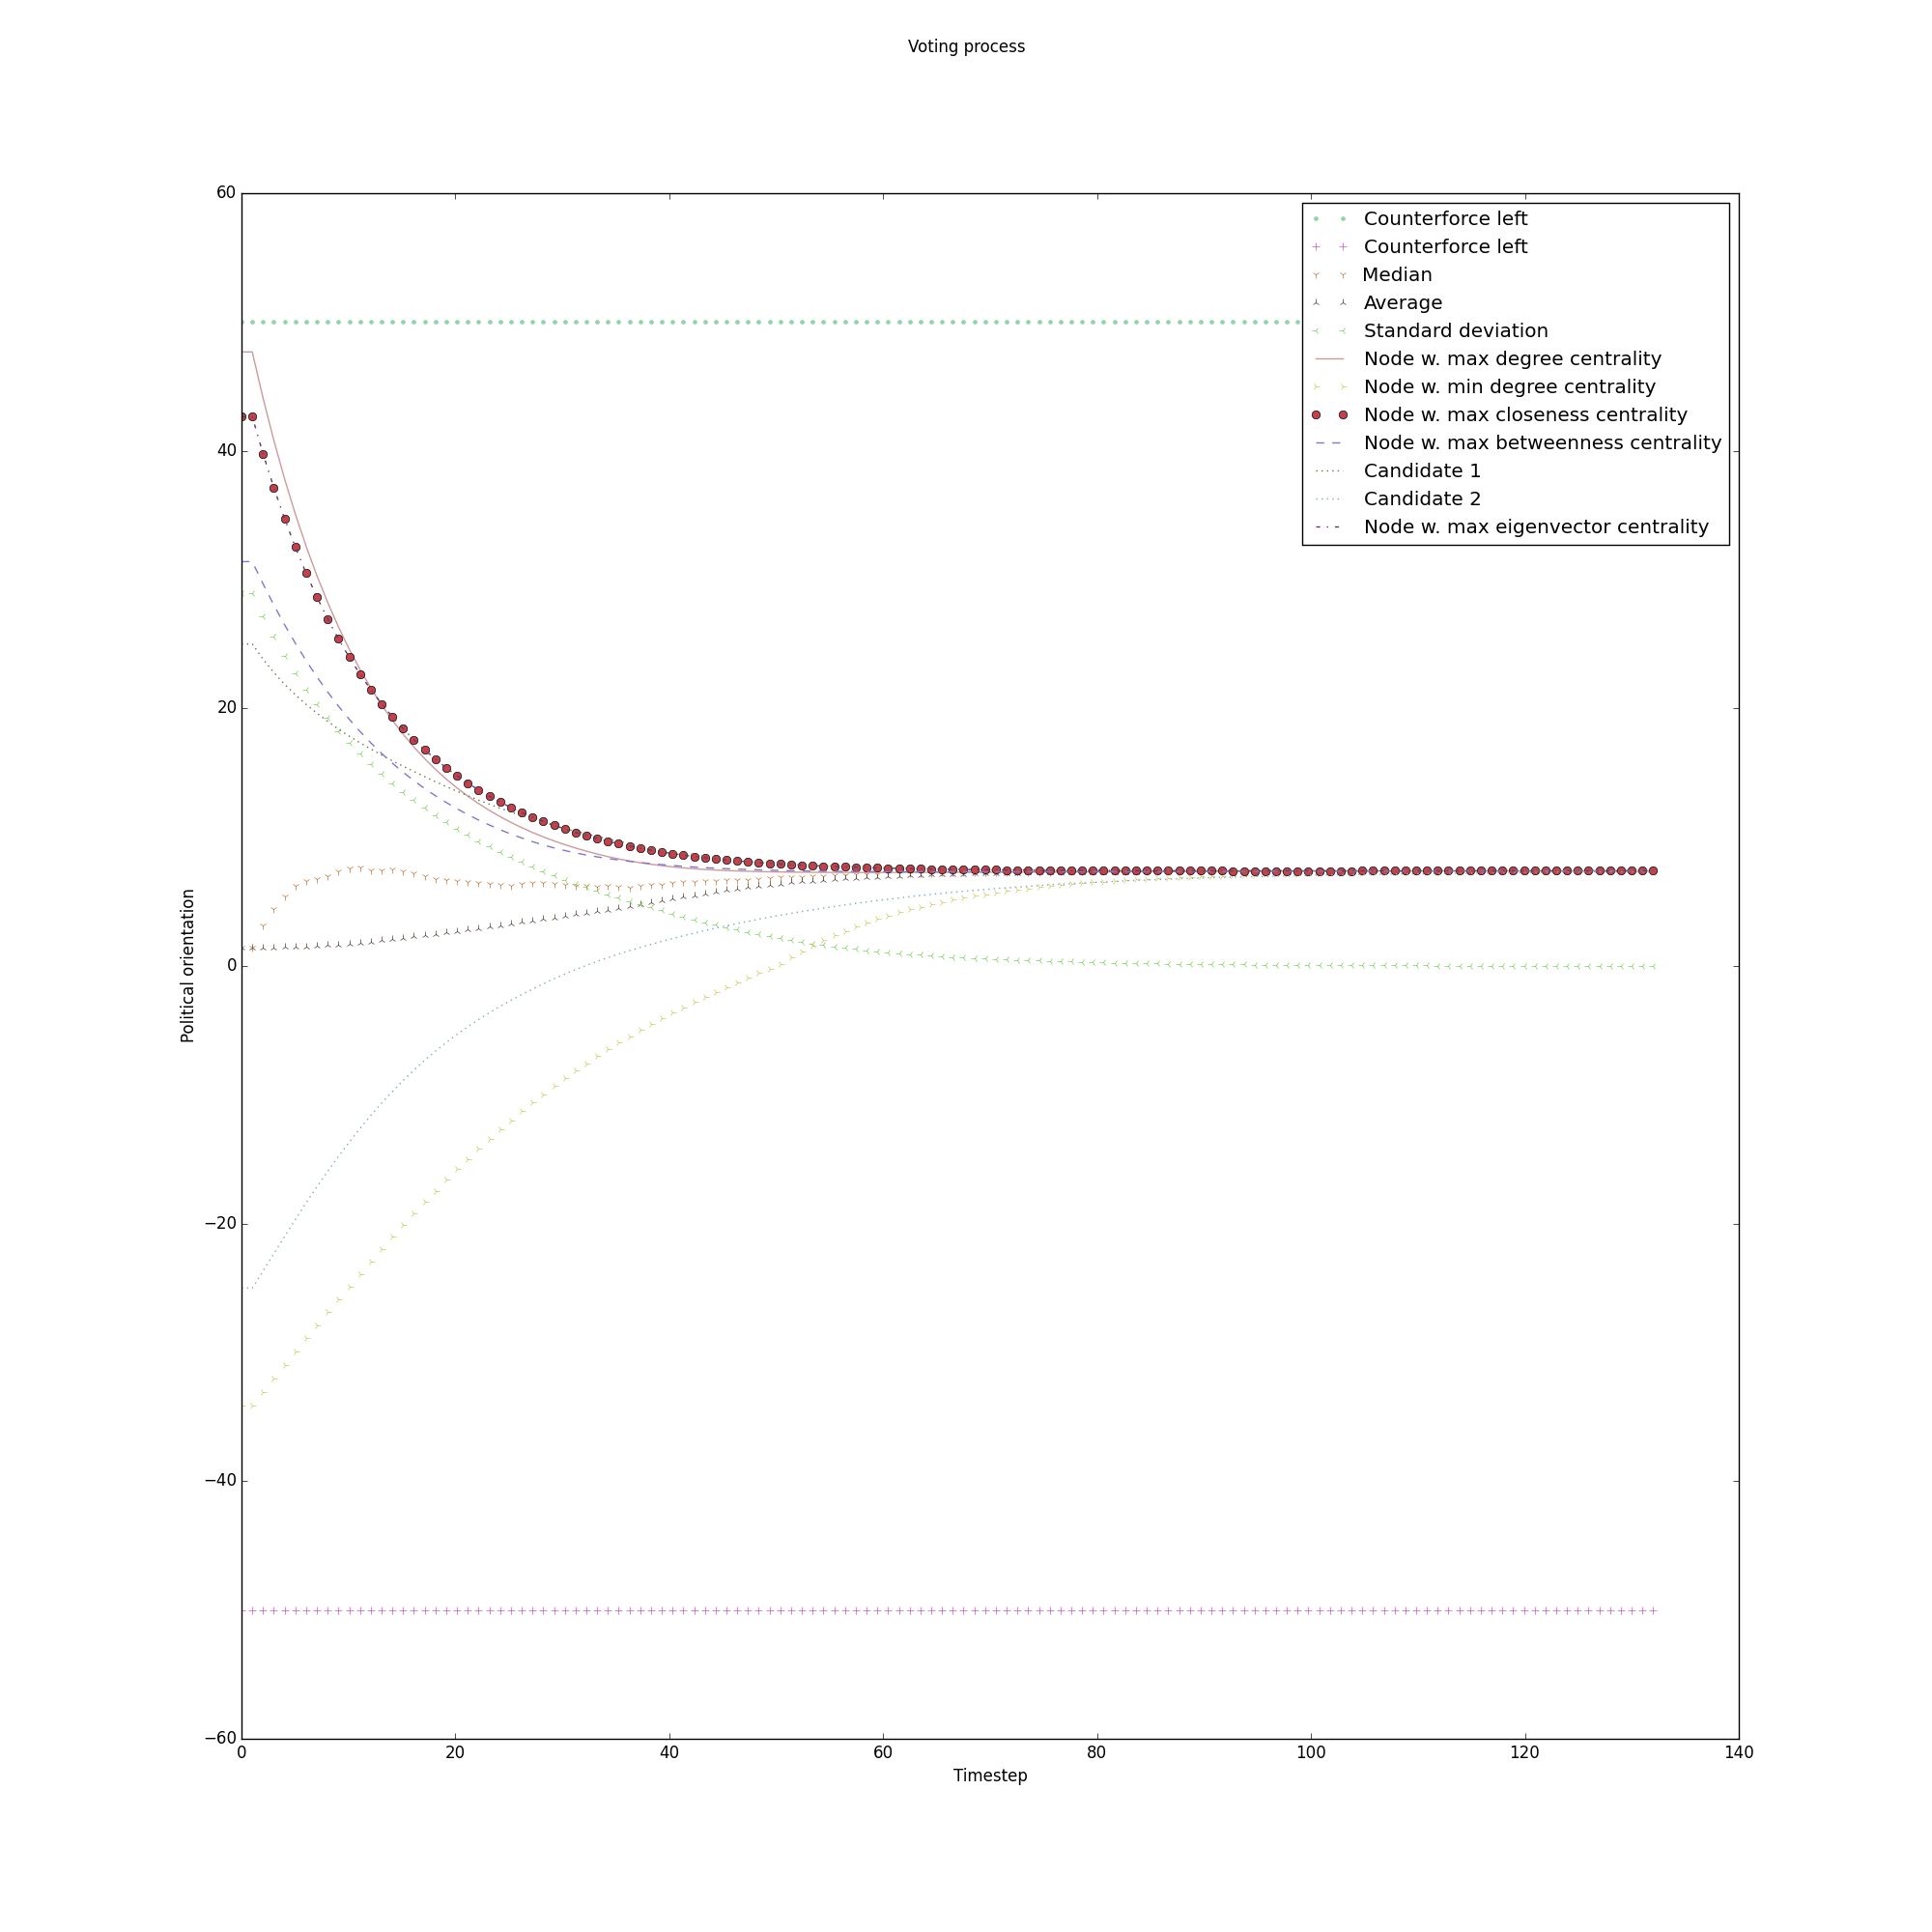 Voting process
60
40
20
0
−20
−40
−60
Political orientation
Counterforce left
Counterforce left
Median
Average
Standard deviation
Node w. max degree centrality
Node w. min degree centrality
Node w. max closeness centrality
Node w. max betweenness centrality
Candidate 1
Candidate 2
Node w. max eigenvector centrality
0 20 40 60 80 100 120 140
Timestep